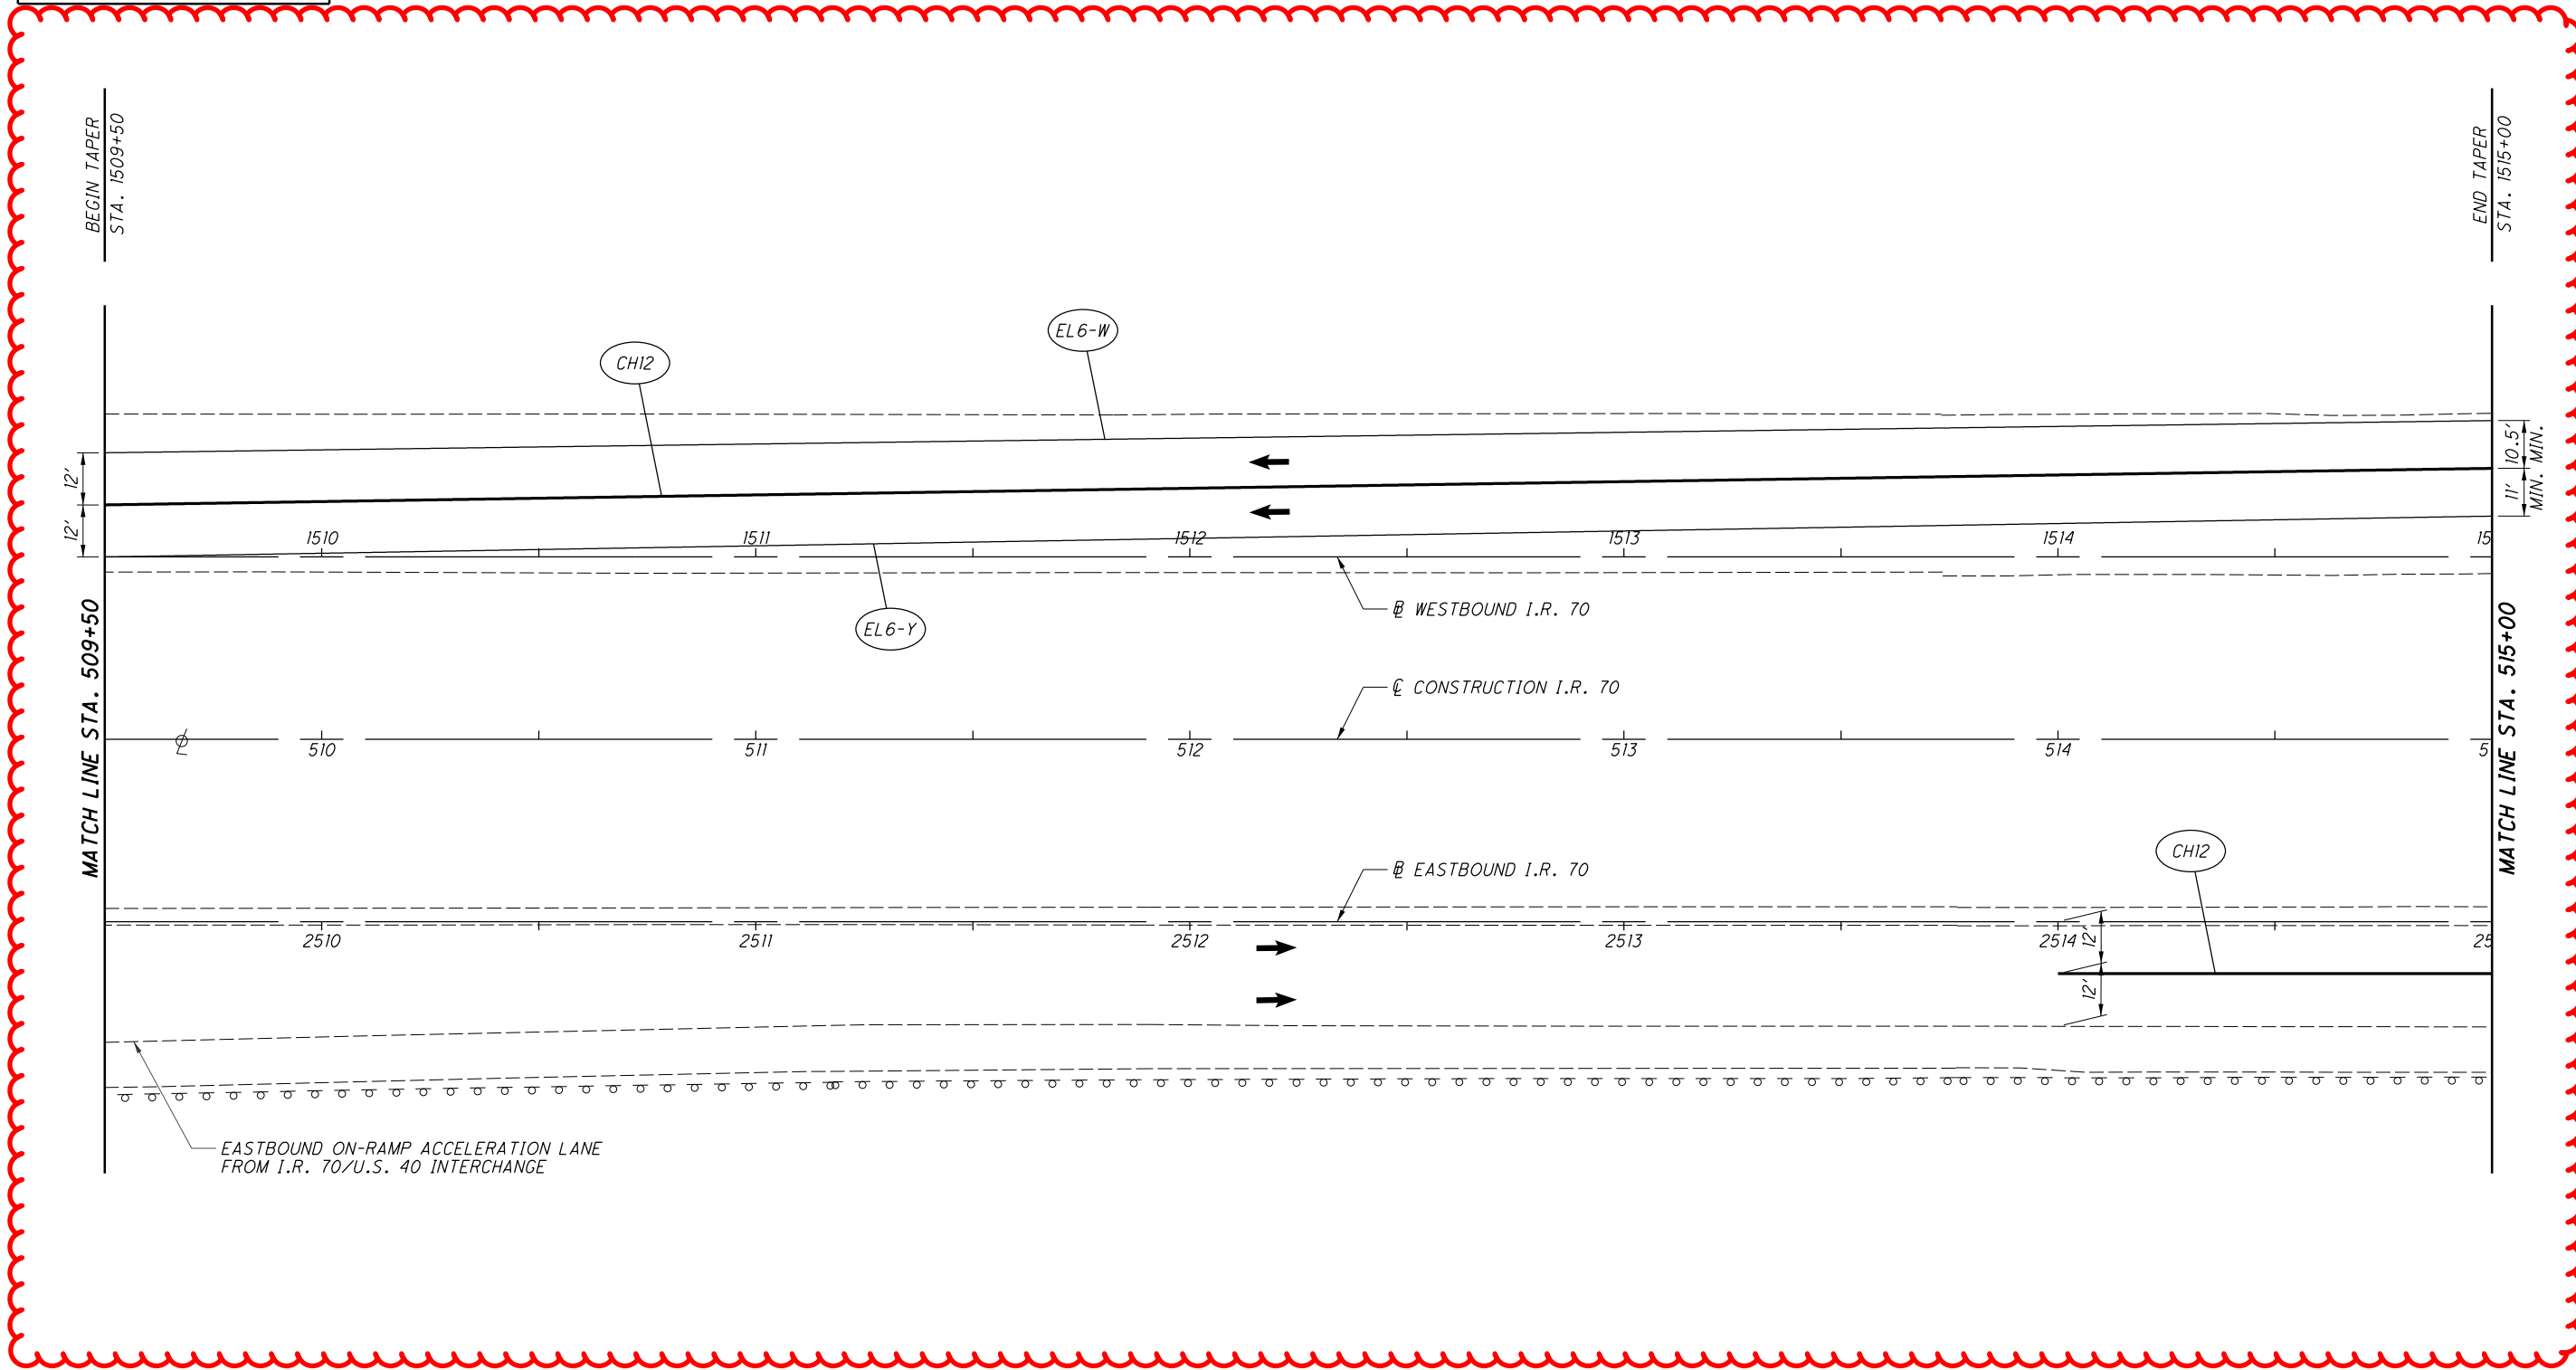 BEGIN TAPER
STA. 1509+50
END TAPER
STA. 1515+00
EL6-W
CH12
12'
12'
10.5'
MIN.
11'
MIN.
1510
1511
1512
1513
1514
15
EL6-Y
℄ WESTBOUND I.R. 70
MATCH LINE STA. 509+50
MATCH LINE STA. 515+00
℄ CONSTRUCTION I.R. 70
℄
510
511
512
513
514
5
CH12
EASTBOUND I.R. 70
2510
2511
2512
2513
2514
25
12'
12'
EASTBOUND ON-RAMP ACCELERATION LANE
FROM I.R. 70/U.S. 40 INTERCHANGE